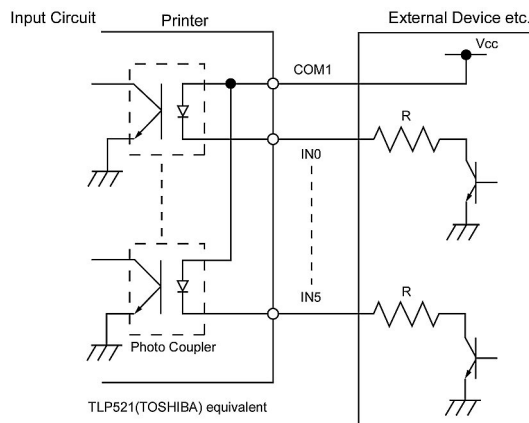 Input Circuit
Printer
External Device etc.
Vcc
COM1
R
IN0
R
IN5
Photo Coupler
TLP521(TOSHIBA) equivalent